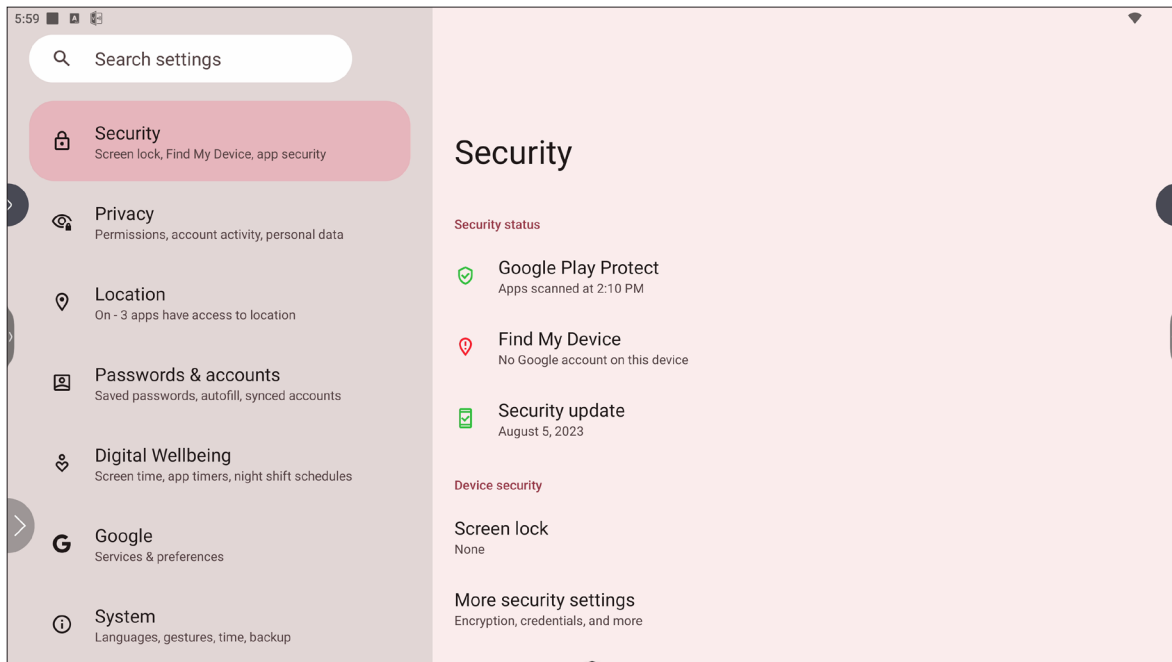 5:59
Search settings
Security
Screen lock, Find My Device, app security
Privacy
Permissions, account activity, personal data
Location
On - 3 apps have access to location
Passwords & accounts
Saved passwords, autofill, synced accounts
Digital Wellbeing
Screen time, app timers, night shift schedules
Google
Services & preferences
System
Languages, gestures, time, backup
Security
Security status
Google Play Protect
Apps scanned at 2:10 PM
Find My Device
No Google account on this device
Security update
August 5, 2023
Device security
Screen lock
None
More security settings
Encryption, credentials, and more